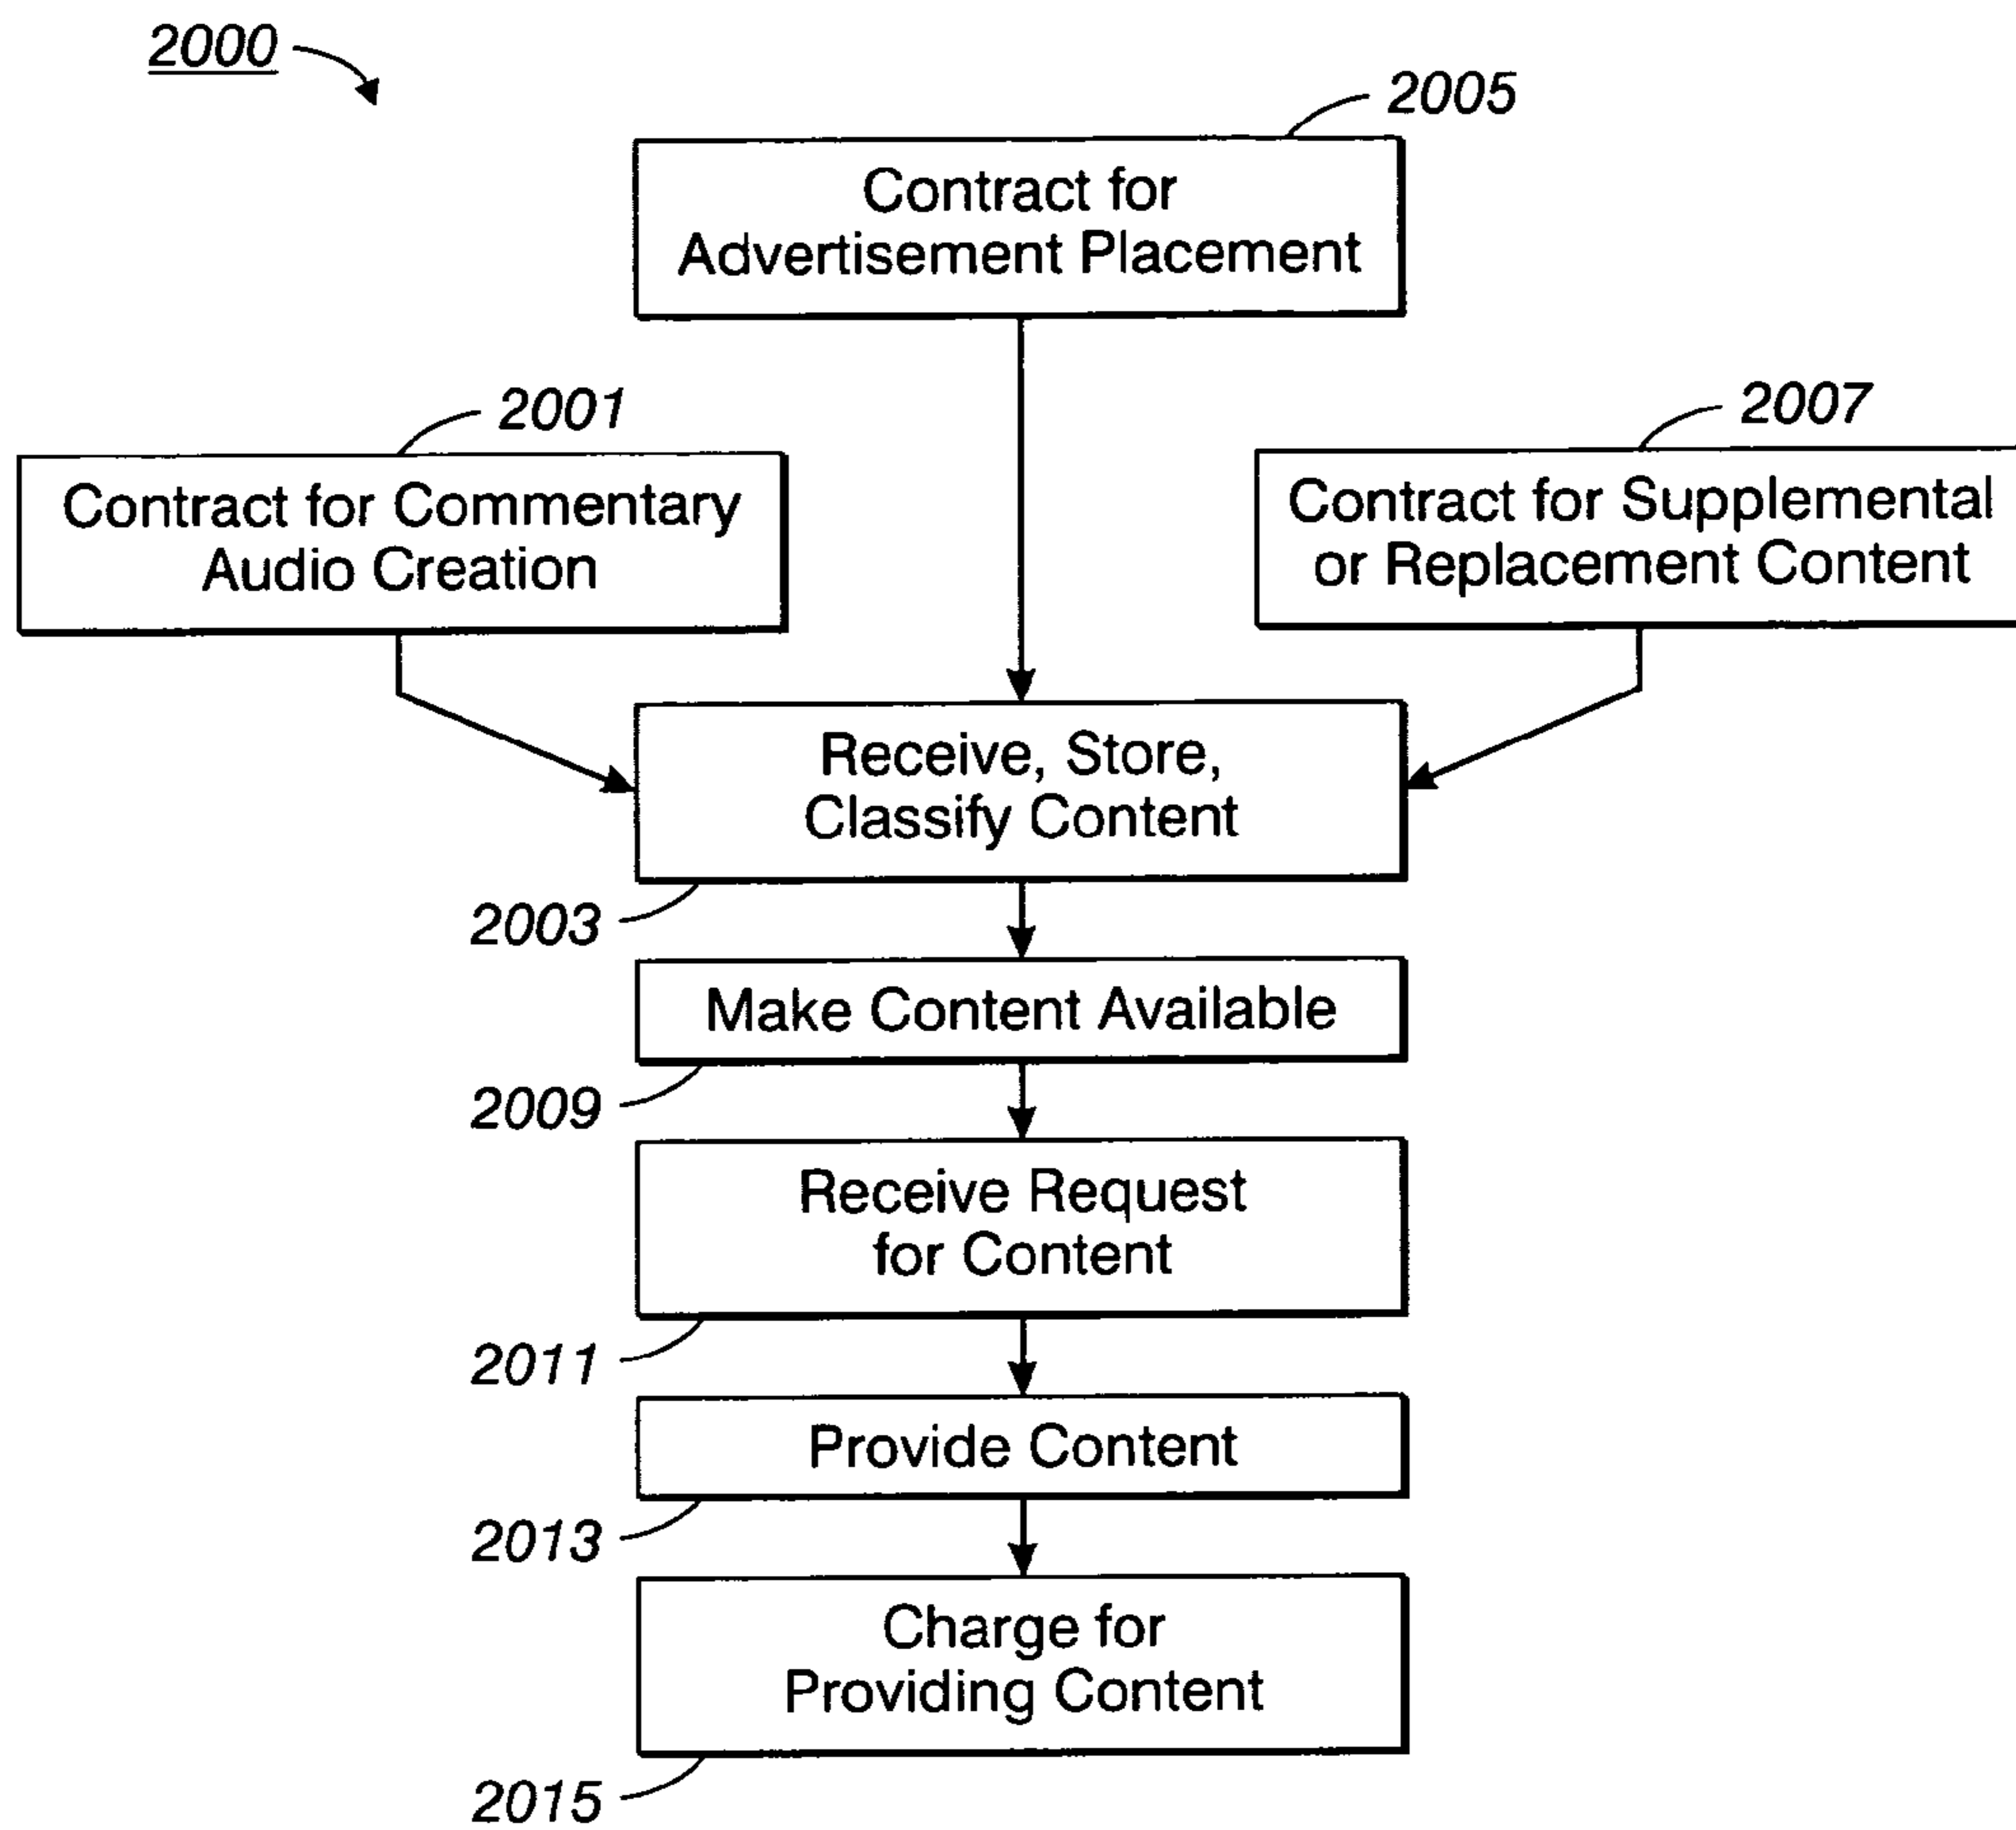 2000
2005
Contract for
Advertisement Placement
2001
Contract for Commentary
Audio Creation
2007
Contract for Supplemental
or Replacement Content
Receive, Store,
Classify Content
2003
Make Content Available
2009
Receive Request
for Content
2011
Provide Content
2013
Charge for
Providing Content
2015